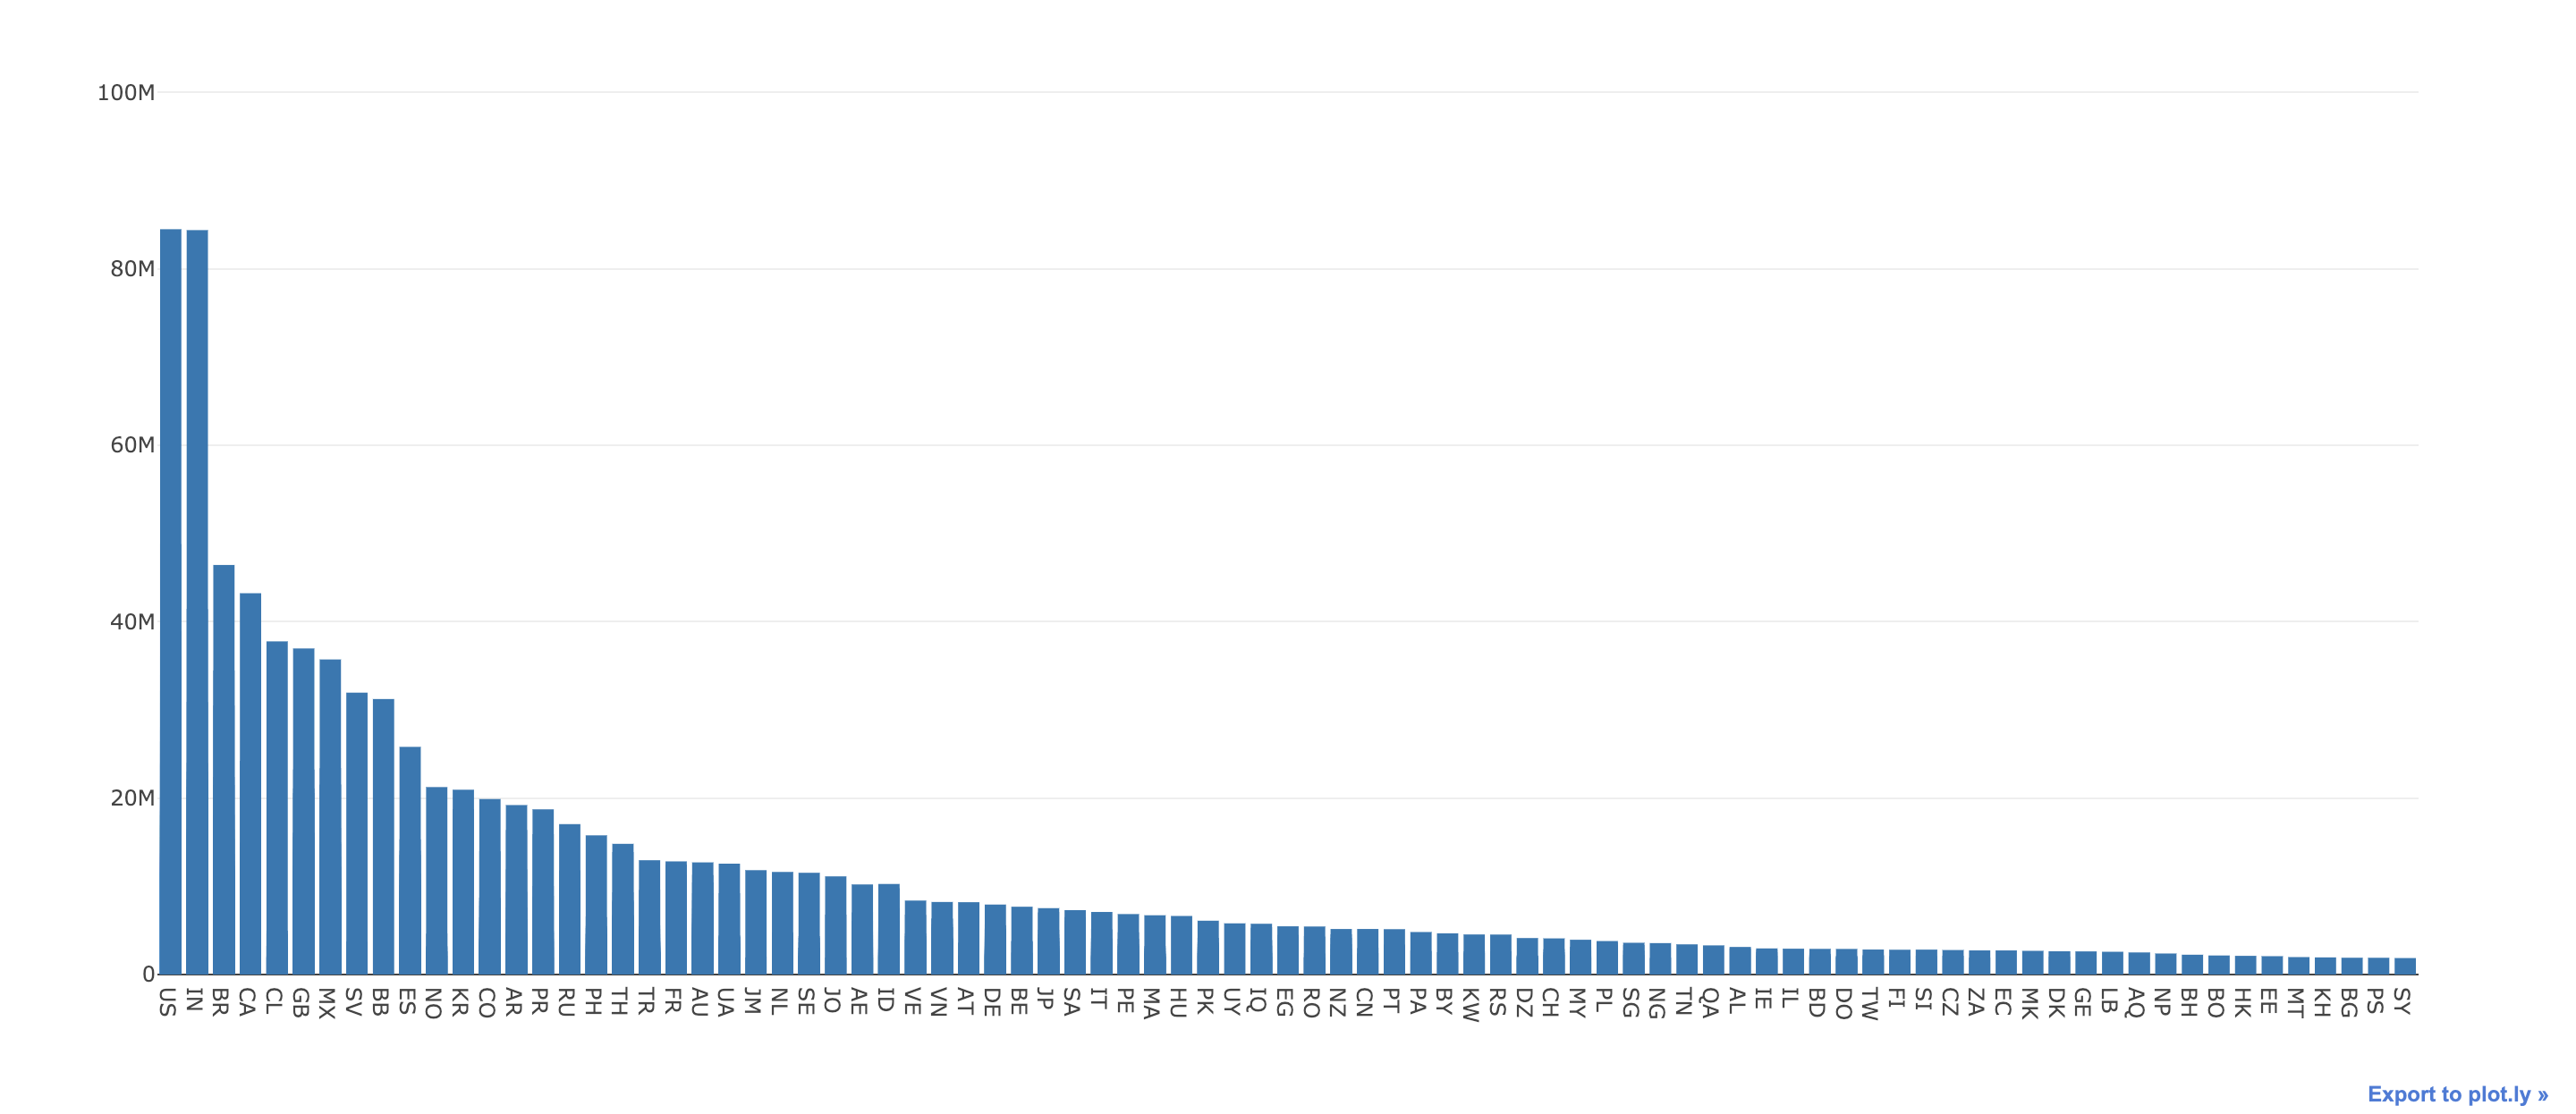 100M
80M
60M
40M
20M
0
US IN BR CA CL GB MX SV BB ES NO KR CO AR PR RU PH TH TR FR AU UA JM NL SE JO AE ID VE VN AT DE BE JP SA IT PE MA HU PK UY IQ EG RO NZ CN PT PA BY KW RS DZ CH MY PL SG NG TN QA AL IE IL BD DO TW FI SI CZ ZA EC MK DK GE LB AQ NP BH BO HK EE MT KH BG PS SY
Export to plot.ly »